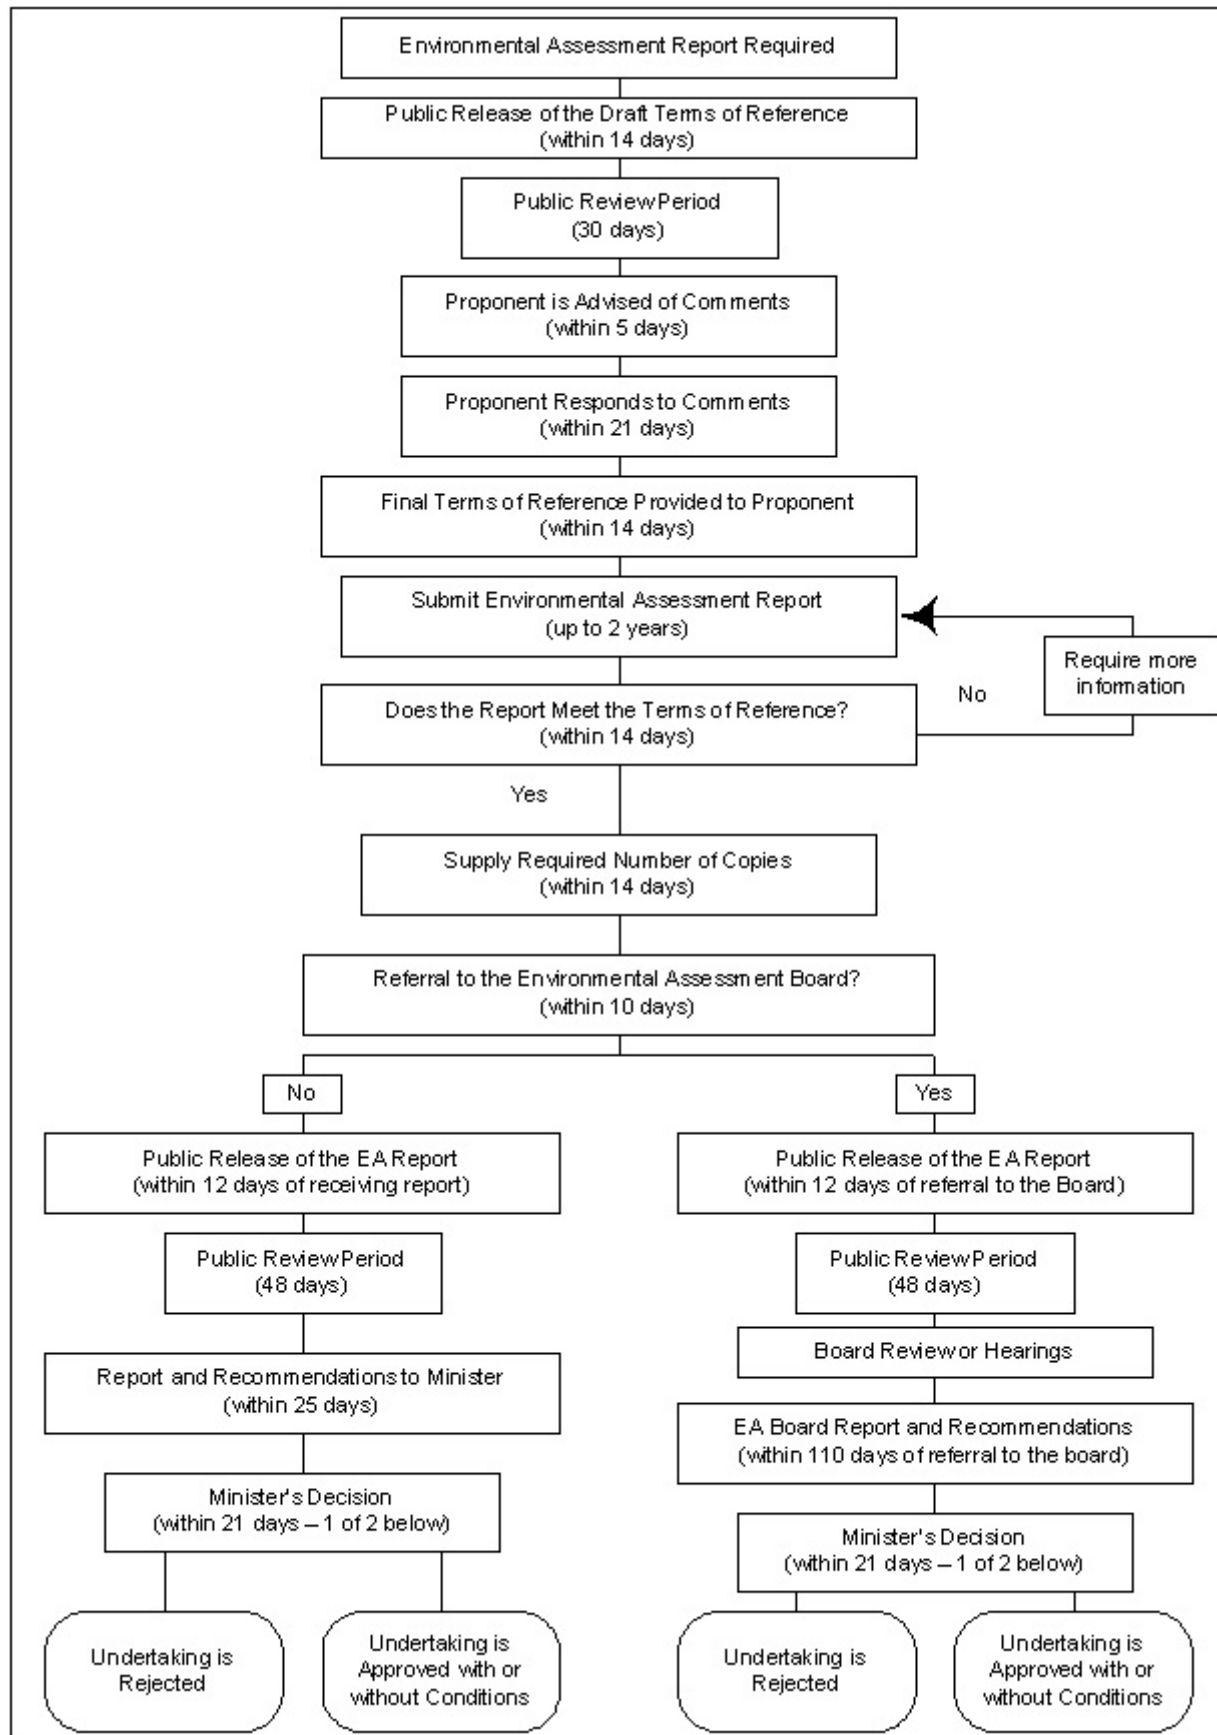 Environmental Assessment Report Required
Public Release of the Draft Terms of Reference
(within 14 days)
Public Review Period
(30 days)
Proponent is Advised of Comments
(within 5 days)
Proponent Responds to Comments
(within 21 days)
Final Terms of Reference Provided to Proponent
(within 14 days)
Submit Environmental Assessment Report
(up to 2 years)
Require more
information
No
Does the Report Meet the Terms of Reference?
(within 14 days)
Yes
Supply Required Number of Copies
(within 14 days)
Referral to the Environmental Assessment Board?
(within 10 days)
No
Public Release of the EA Report
(within 12 days of receiving report)
Public Review Period
(48 days)
Report and Recommendations to Minister
(within 25 days)
Minister's Decision
(within 21 days – 1 of 2 below)
Undertaking is
Rejected
Undertaking is
Approved with or
without Conditions
Yes
Public Release of the EA Report
(within 12 days of referral to the Board)
Public Review Period
(48 days)
Board Review or Hearings
EA Board Report and Recommendations
(within 110 days of referral to the board)
Minister's Decision
(within 21 days – 1 of 2 below)
Undertaking is
Rejected
Undertaking is
Approved with or
without Conditions